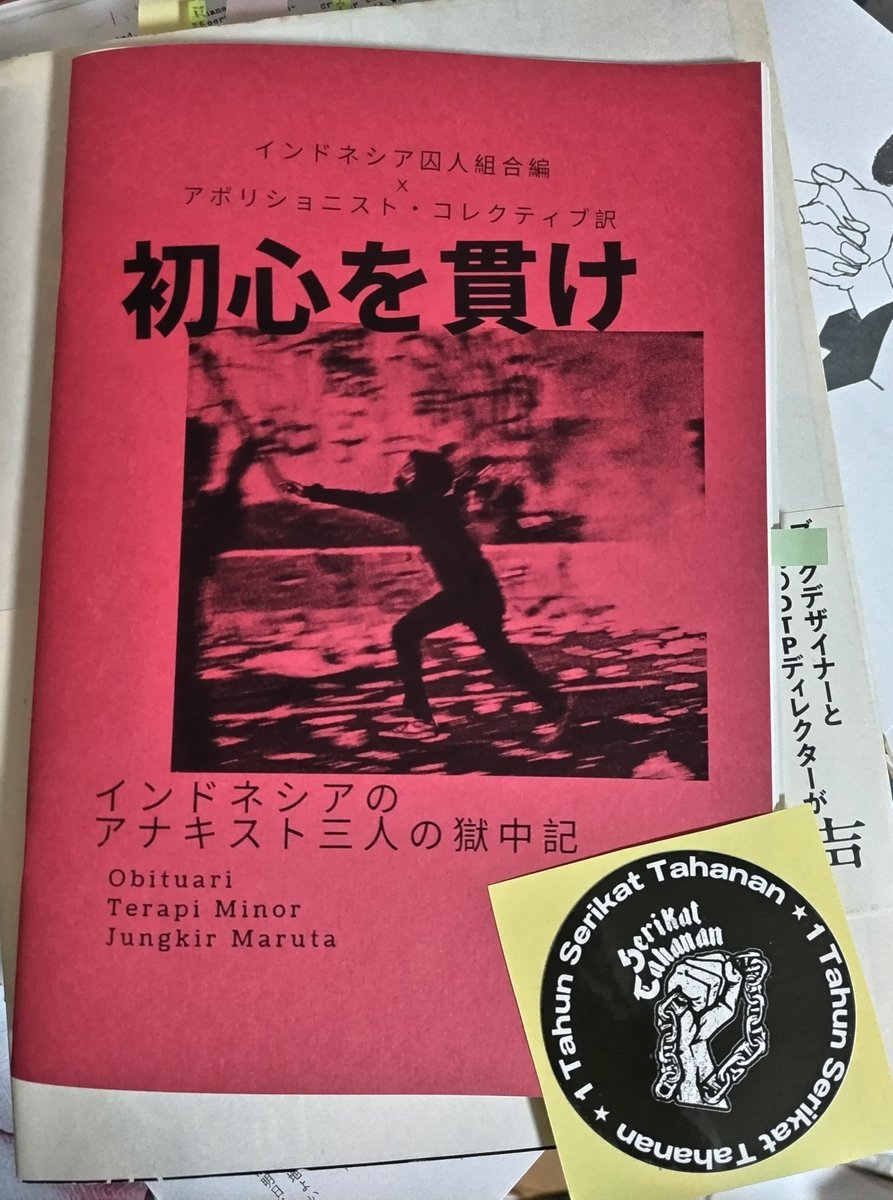 インドネシア囚人組合編
x
アボリショニスト・コレクティブ訳
初心を貫け
インドネシアの
アナキスト三人の獄中記
Obituari
Terapi Minor
Jungkir Maruta
クデザイナーと
DTPディレクターが
★ 1 Tahun Serikat Tahanan ★ 1 Tahun Serikat Tahanan
Serikat
Tahanan